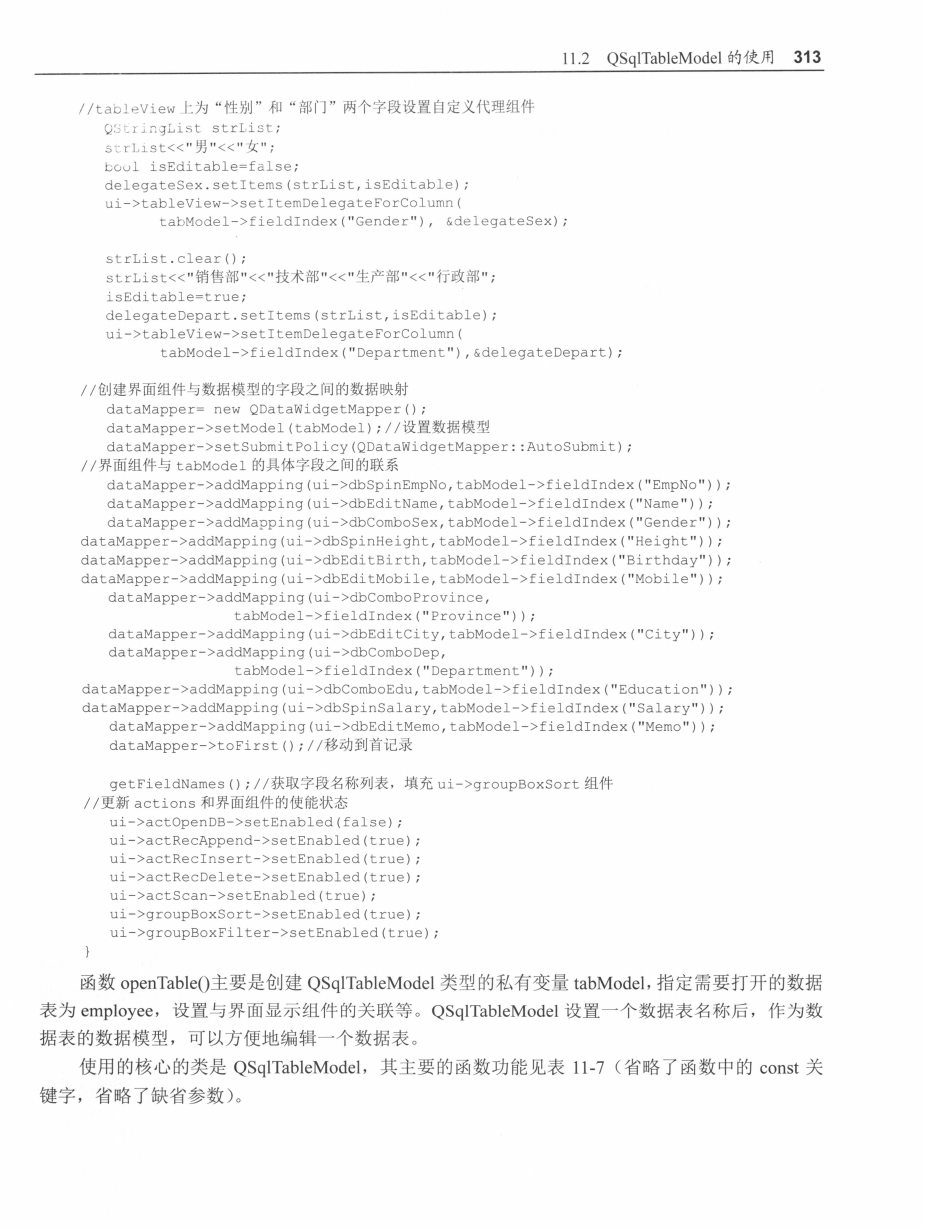 11.2 QSqlTableModel 的使用 313
//tableView 上为“性别”和“部门”两个字段设置自定义代理组件
QStringList strList;
strList<<"男"<<"女";
bool isEditable=false;
delegateSex.setItems(strList,isEditable);
ui->tableView->setItemDelegateForColumn(
tabModel->fieldIndex("Gender"), &delegateSex);
strList.clear();
strList<<"销售部"<<"技术部"<<"生产部"<<"行政部";
isEditable=true;
delegateDepart.setItems(strList,isEditable);
ui->tableView->setItemDelegateForColumn(
tabModel->fieldIndex("Department"),&delegateDepart);
//创建界面组件与数据模型的字段之间的数据映射
dataMapper= new QDataWidgetMapper();
dataMapper->setModel(tabModel);//设置数据模型
dataMapper->setSubmitPolicy(QDataWidgetMapper::AutoSubmit);
//界面组件与 tabModel 的具体字段之间的联系
dataMapper->addMapping(ui->dbSpinEmpNo,tabModel->fieldIndex("EmpNo"));
dataMapper->addMapping(ui->dbEditName,tabModel->fieldIndex("Name"));
dataMapper->addMapping(ui->dbComboSex,tabModel->fieldIndex("Gender"));
dataMapper->addMapping(ui->dbSpinHeight,tabModel->fieldIndex("Height"));
dataMapper->addMapping(ui->dbEditBirth,tabModel->fieldIndex("Birthday"));
dataMapper->addMapping(ui->dbEditMobile,tabModel->fieldIndex("Mobile"));
dataMapper->addMapping(ui->dbComboProvince,
tabModel->fieldIndex("Province"));
dataMapper->addMapping(ui->dbEditCity,tabModel->fieldIndex("City"));
dataMapper->addMapping(ui->dbComboDep,
tabModel->fieldIndex("Department"));
dataMapper->addMapping(ui->dbComboEdu,tabModel->fieldIndex("Education"));
dataMapper->addMapping(ui->dbSpinSalary,tabModel->fieldIndex("Salary"));
dataMapper->addMapping(ui->dbEditMemo,tabModel->fieldIndex("Memo"));
dataMapper->toFirst();//移动到首记录
getFieldNames();//获取字段名称列表，填充 ui->groupBoxSort 组件
//更新 actions 和界面组件的使能状态
ui->actOpenDB->setEnabled(false);
ui->actRecAppend->setEnabled(true);
ui->actRecInsert->setEnabled(true);
ui->actRecDelete->setEnabled(true);
ui->actScan->setEnabled(true);
ui->groupBoxSort->setEnabled(true);
ui->groupBoxFilter->setEnabled(true);
}
函数 openTable()主要是创建 QSqlTableModel 类型的私有变量 tabModel，指定需要打开的数据
表为 employee，设置与界面显示组件的关联等。QSqlTableModel 设置一个数据表名称后，作为数
据表的数据模型，可以方便地编辑一个数据表。
使用的核心的类是 QSqlTableModel，其主要的函数功能见表 11-7（省略了函数中的 const 关
键字，省略了缺省参数）。